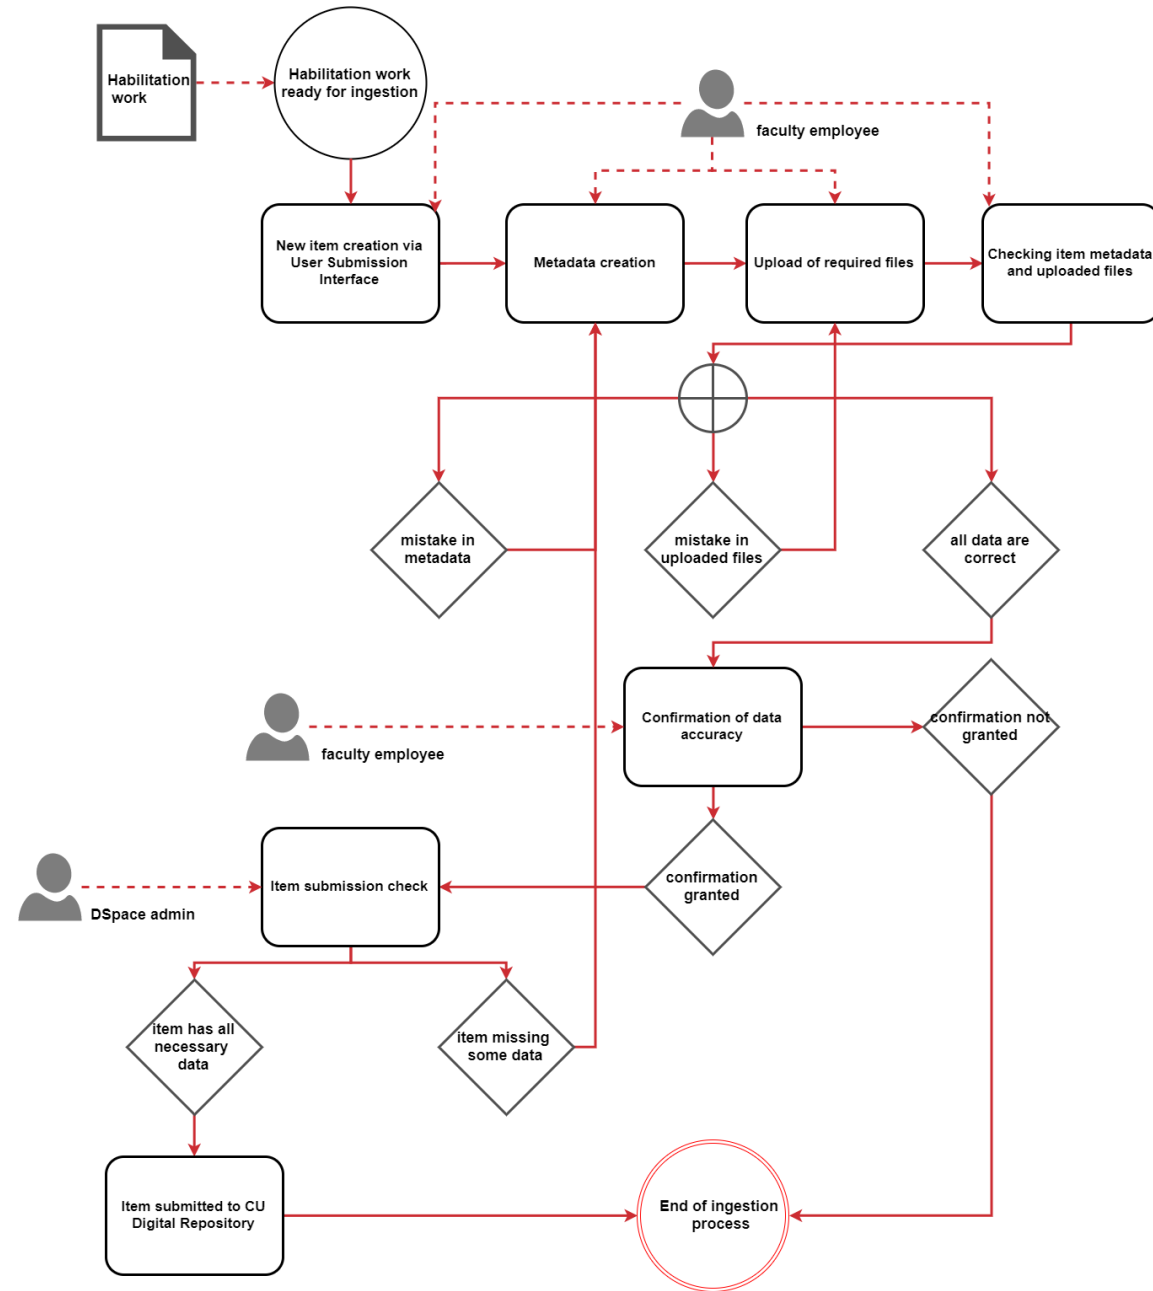 Habilitation
work
Habilitation work
ready for ingestion
faculty employee
New item creation via
User Submission
Interface
Metadata creation
Upload of required files
Checking item metadata
and uploaded files
mistake in
metadata
mistake in
uploaded files
all data are
correct
Confirmation of data
accuracy
confirmation not
granted
faculty employee
confirmation
granted
Item submission check
DSpace admin
item has all
necessary
data
item missing
some data
Item submitted to CU
Digital Repository
End of ingestion
process